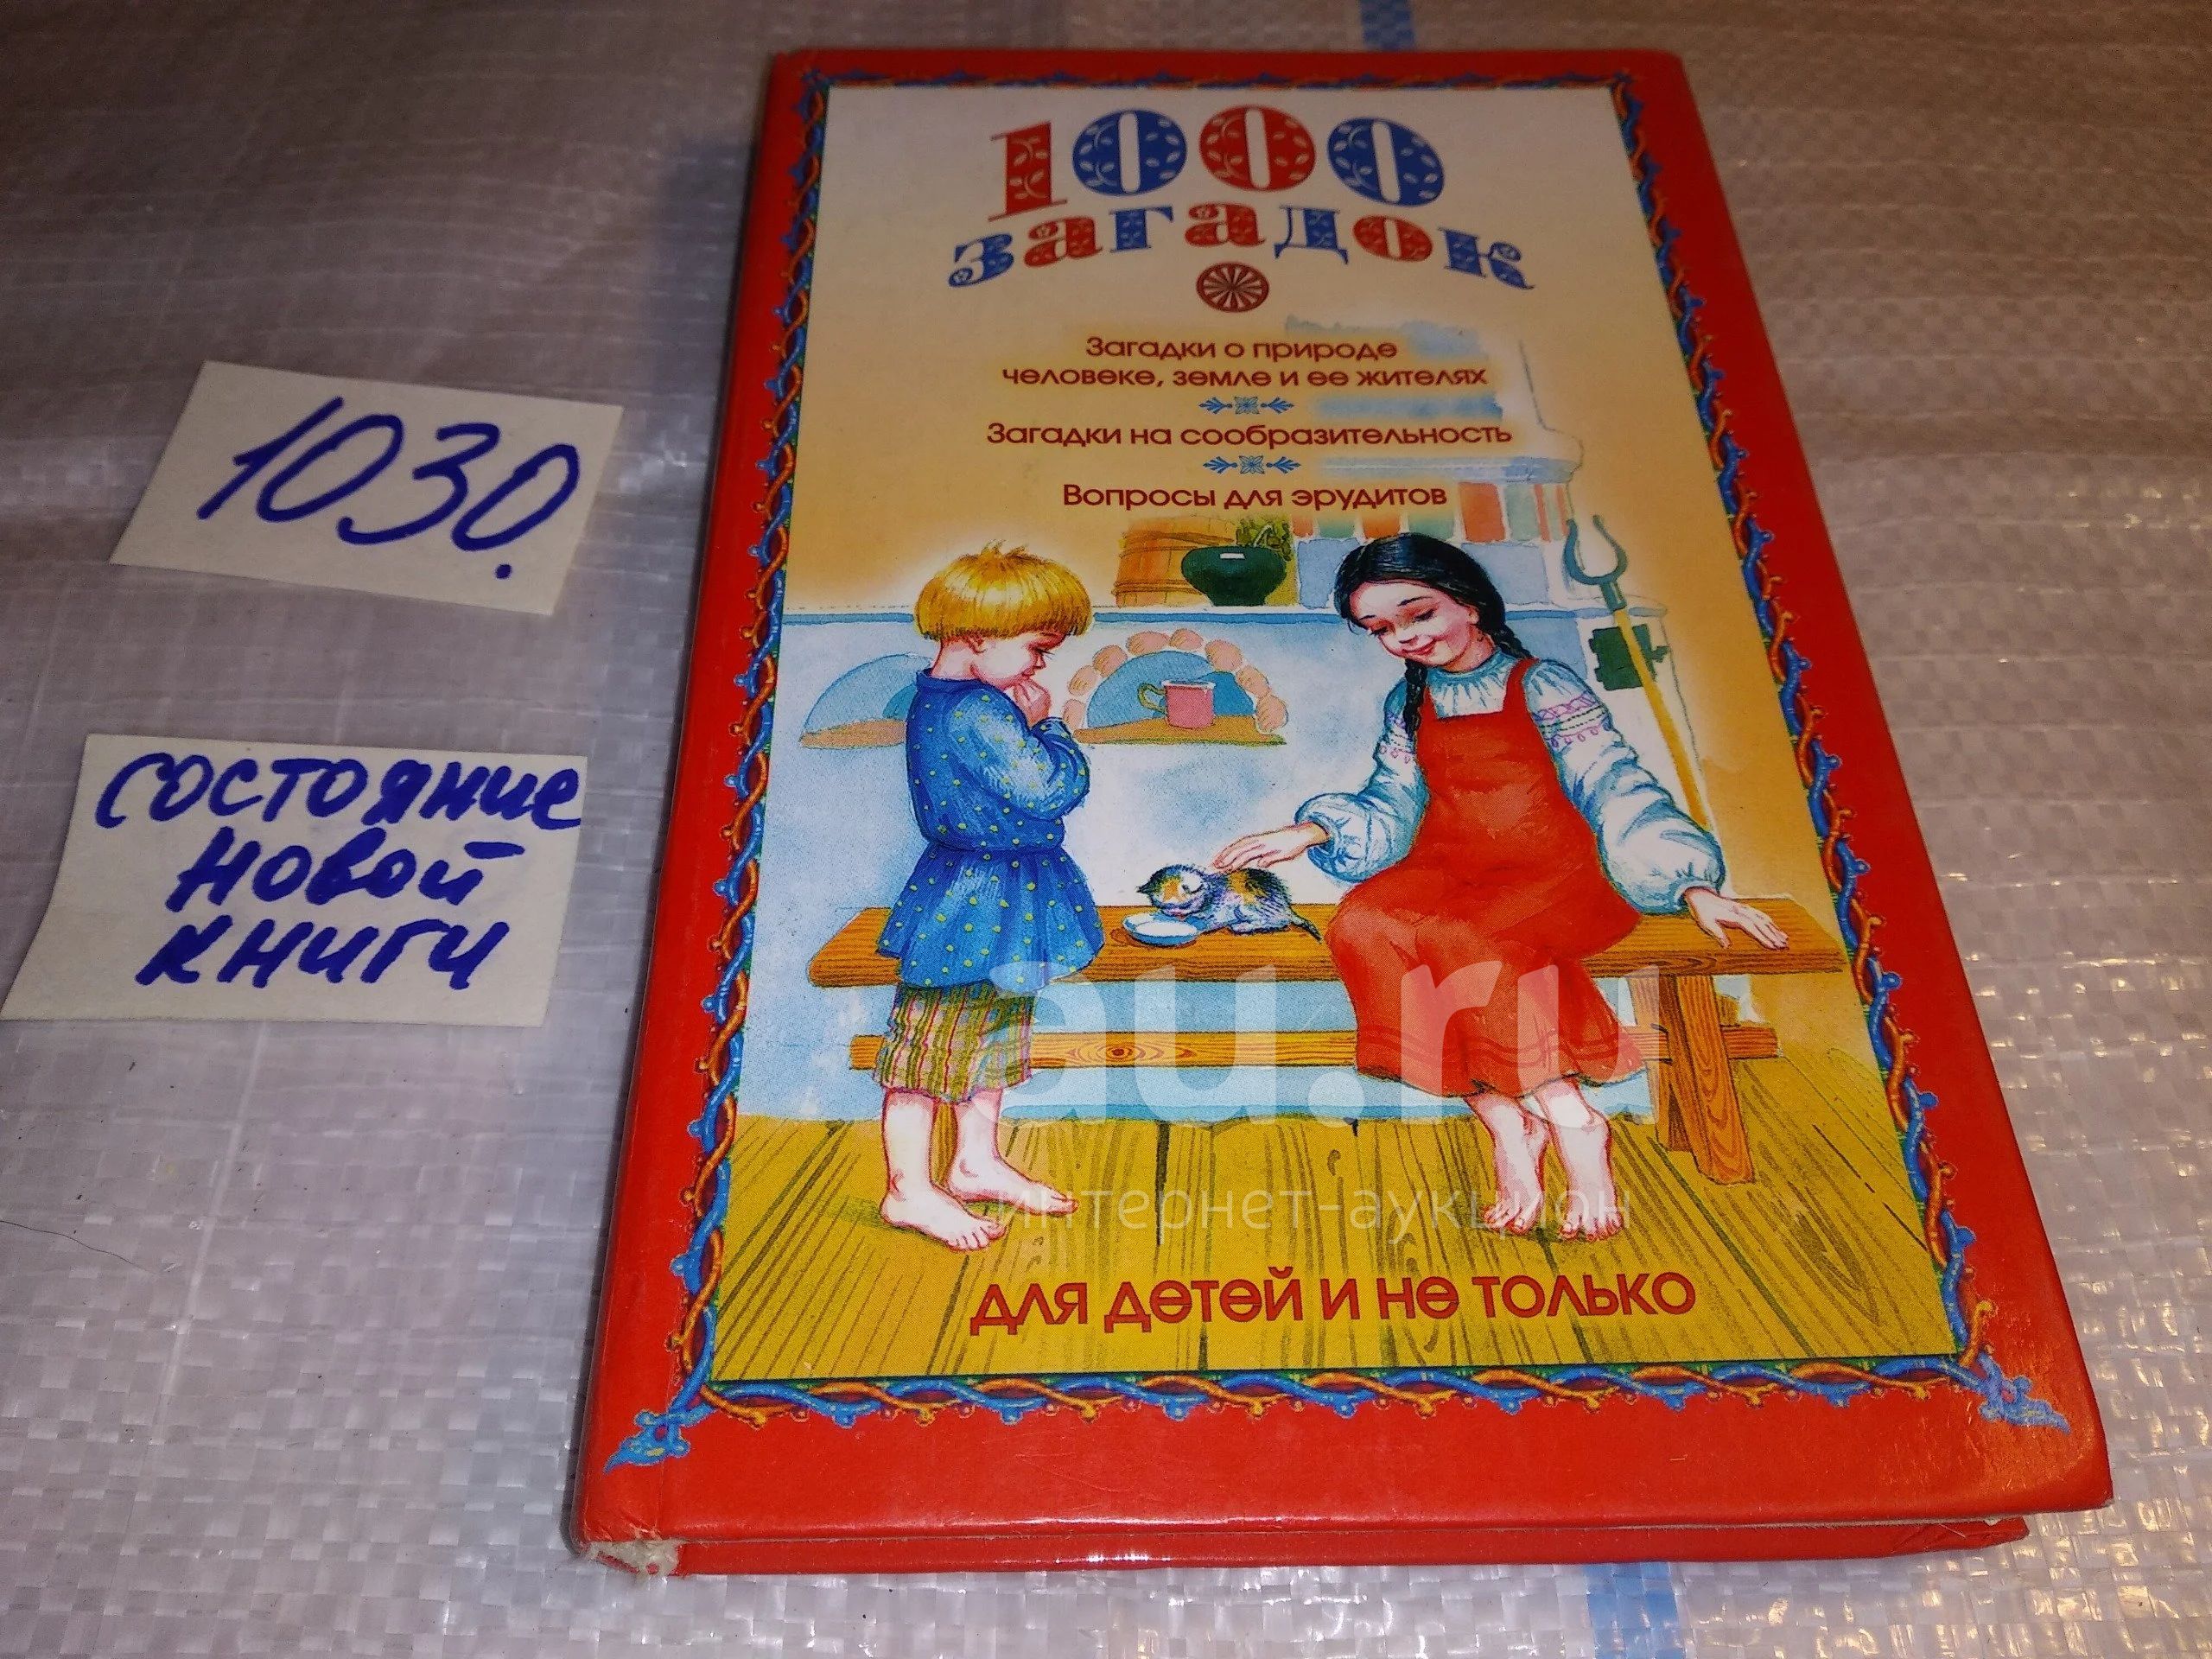 1000
загадок
Загадки о природе
человеке, земле и ее жителях
Загадки на сообразительность
Вопросы для эрудитов
1030.
состояние
новой
книги
au.ru
интернет-аукцион
для детей и не только